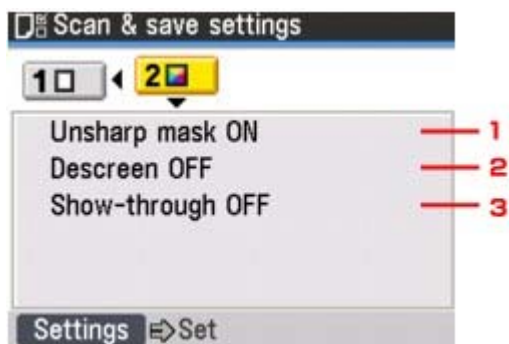 Scan & save settings
1 2
Unsharp mask ON 1
Descreen OFF 2
Show-through OFF 3
Settings Set